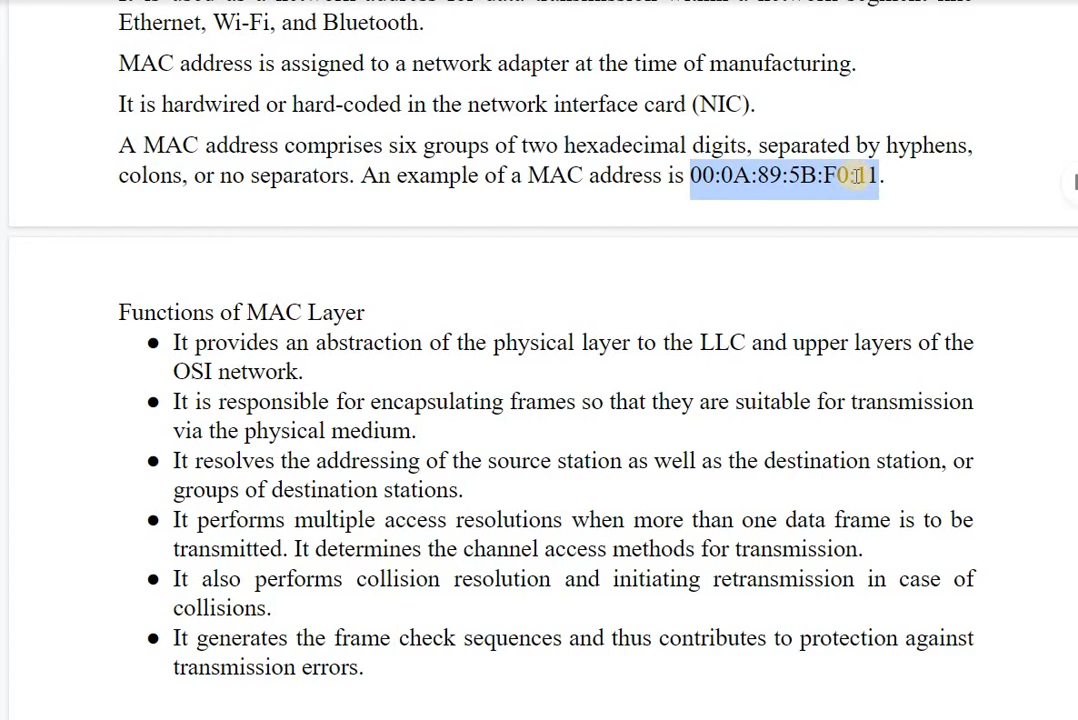 Ethernet, Wi-Fi, and Bluetooth.
MAC address is assigned to a network adapter at the time of manufacturing.
It is hardwired or hard-coded in the network interface card (NIC).
A MAC address comprises six groups of two hexadecimal digits, separated by hyphens,
colons, or no separators. An example of a MAC address is 00:0A:89:5B:F0:11.
Functions of MAC Layer
● It provides an abstraction of the physical layer to the LLC and upper layers of the
OSI network.
● It is responsible for encapsulating frames so that they are suitable for transmission
via the physical medium.
● It resolves the addressing of the source station as well as the destination station, or
groups of destination stations.
● It performs multiple access resolutions when more than one data frame is to be
transmitted. It determines the channel access methods for transmission.
● It also performs collision resolution and initiating retransmission in case of
collisions.
● It generates the frame check sequences and thus contributes to protection against
transmission errors.